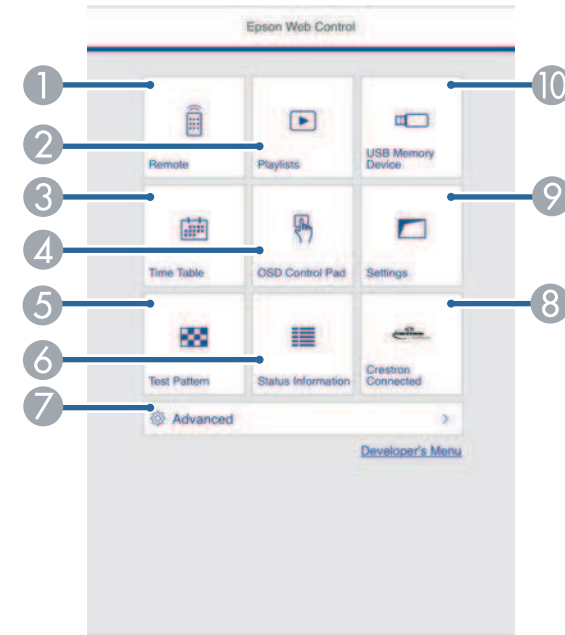 Epson Web Control
1
10
2
Remote
Playlists
USB Memory
Device
3
9
4
Time Table
OSD Control Pad
Settings
5
8
6
Test Pattern
Status Information
Crestron
Connected
7
Advanced
Developer's Menu